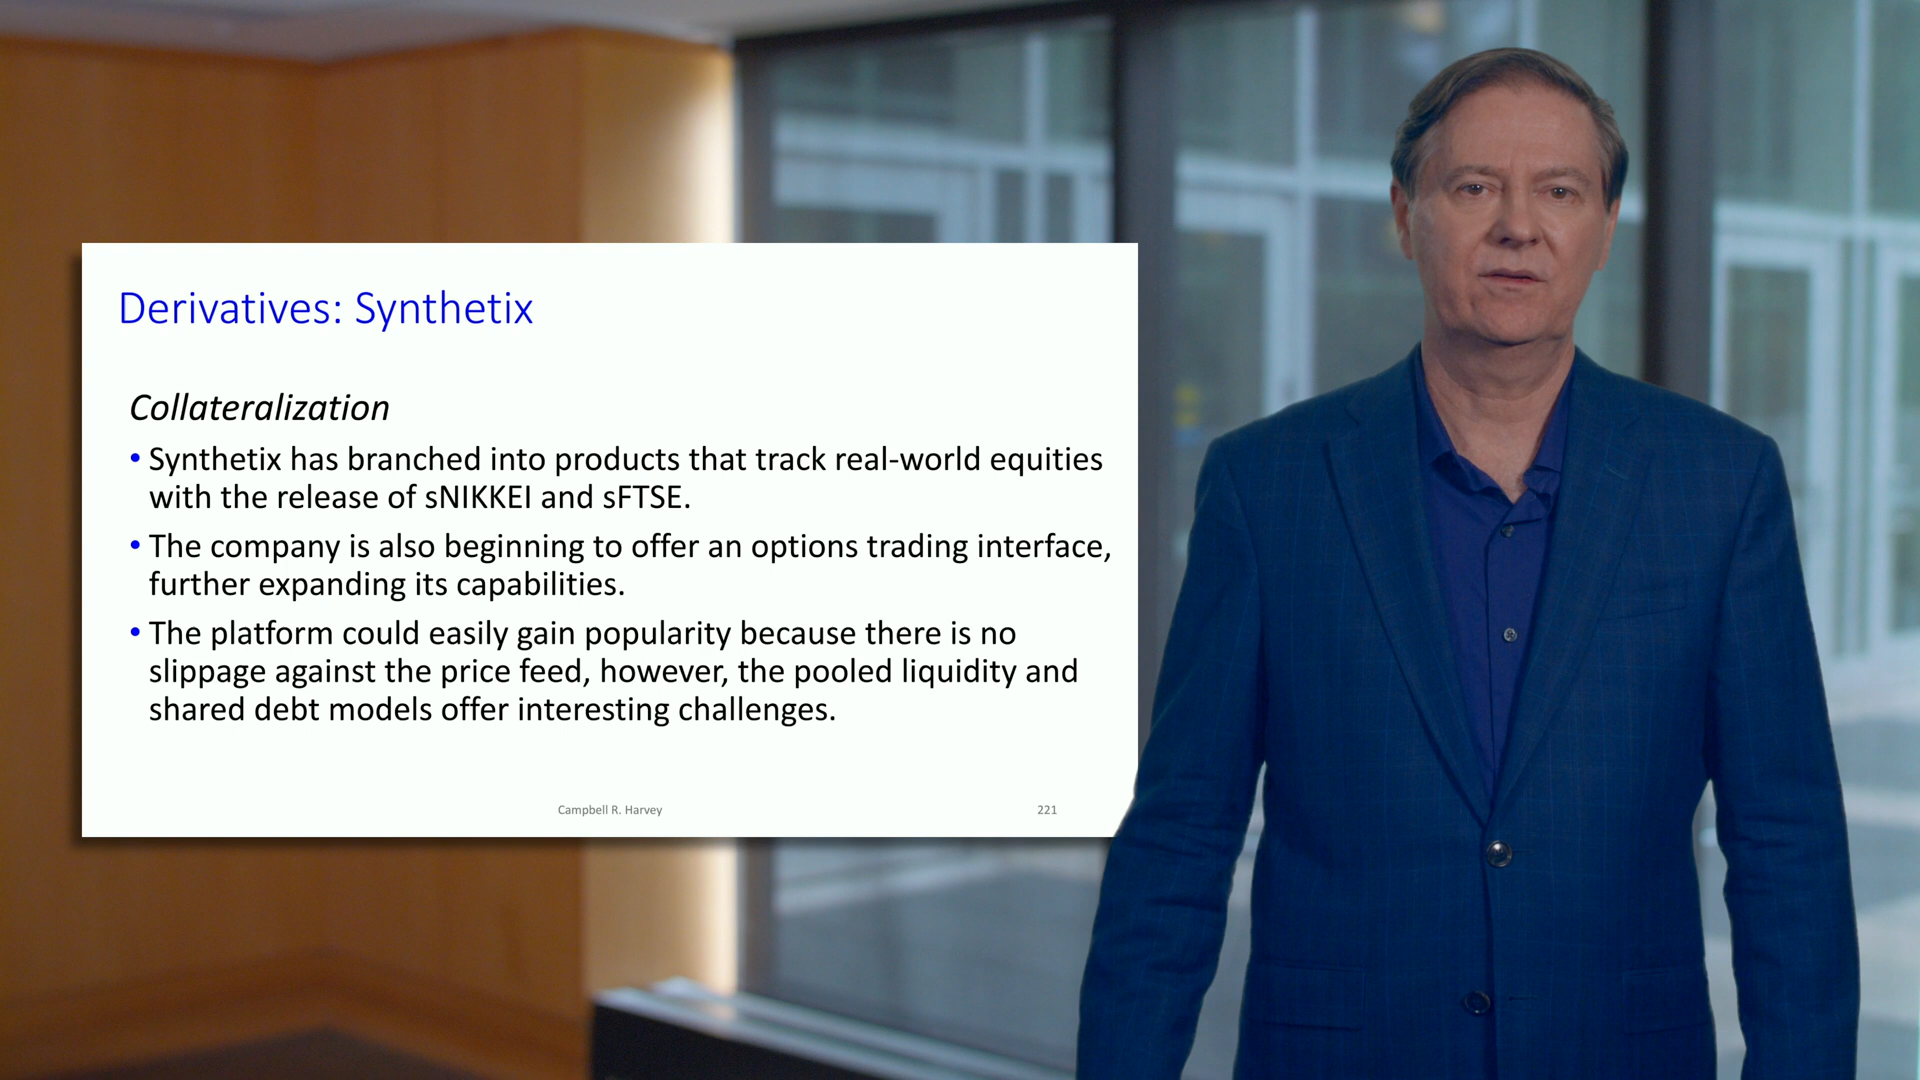 Derivatives: Synthetix
Collateralization
• Synthetix has branched into products that track real-world equities
with the release of sNIKKEI and sFTSE.
• The company is also beginning to offer an options trading interface,
further expanding its capabilities.
• The platform could easily gain popularity because there is no
slippage against the price feed, however, the pooled liquidity and
shared debt models offer interesting challenges.
Campbell R. Harvey
221